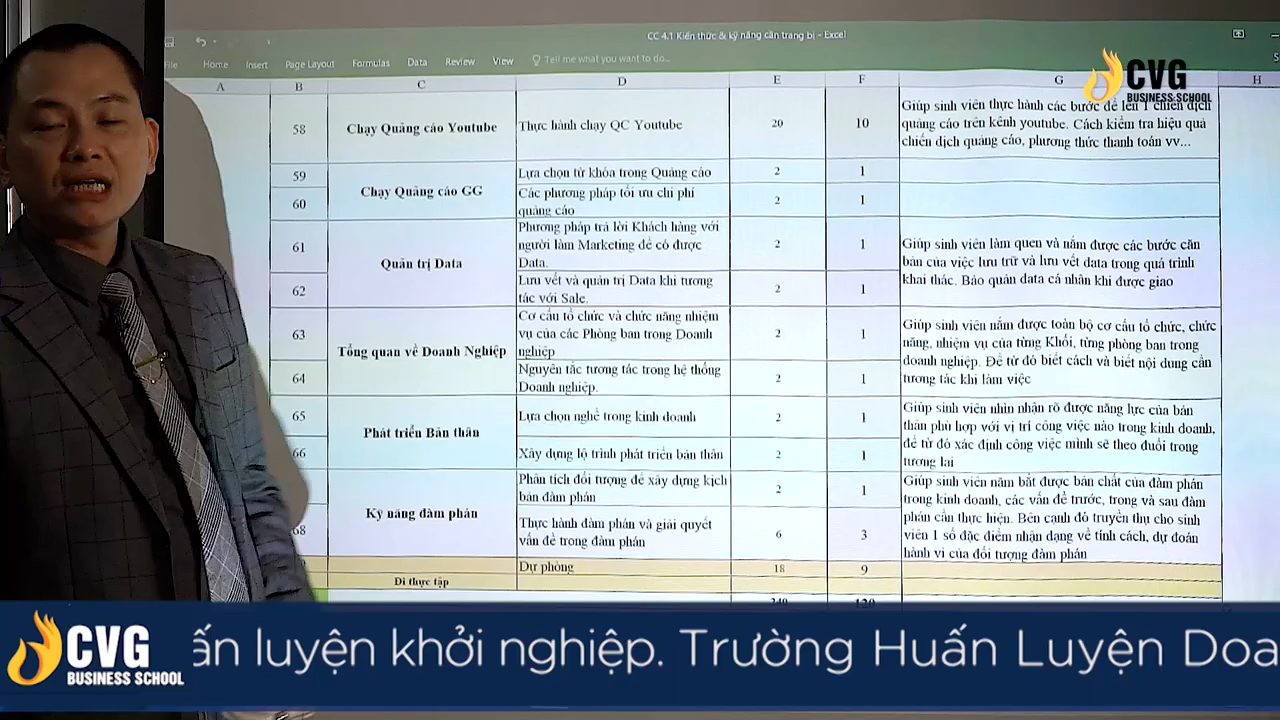 CC 4.1 Kiến thức & kỹ năng cần trang bị - Excel
File Home Insert Page Layout Formulas Data Review View Tell me what you want to do...
CVG
BUSINESS SCHOOL
A B C D E F G H
58 Chạy Quảng cáo Youtube Thực hành chạy QC Youtube 20 10
Giúp sinh viên thực hành các bước để lên 1 chiến dịch
quảng cáo trên kênh youtube. Cách kiểm tra hiệu quả
chiến dịch quảng cáo, phương thức thanh toán vv...
59 Chạy Quảng cáo GG Lựa chọn từ khóa trong Quảng cáo 2 1
60 Các phương pháp tối ưu chi phí
quảng cáo 2 1
61 Quản trị Data Phương pháp trả lời Khách hàng với
người làm Marketing để có được
Data. 2 1
Giúp sinh viên làm quen và nắm được các bước căn
bản của việc lưu trữ và lưu vết data trong quá trình
khai thác. Bảo quản data cá nhân khi được giao
62 Lưu vết và quản trị Data khi tương
tác với Sale. 2 1
63 Tổng quan về Doanh Nghiệp Cơ cấu tổ chức và chức năng nhiệm
vụ của các Phòng ban trong Doanh
nghiệp 2 1
Giúp sinh viên nắm được toàn bộ cơ cấu tổ chức, chức
năng, nhiệm vụ của từng Khối, từng phòng ban trong
doanh nghiệp. Để từ đó biết cách và biết nội dung cần
tương tác khi làm việc
64 Nguyên tắc tương tác trong hệ thống
Doanh nghiệp. 2 1
65 Phát triển Bản thân Lựa chọn nghề trong kinh doanh 2 1
Giúp sinh viên nhìn nhận rõ được năng lực của bản
thân phù hợp với vị trí công việc nào trong kinh doanh,
để từ đó xác định công việc mình sẽ theo đuổi trong
tương lai
66 Xây dựng lộ trình phát triển bản thân 2 1
Kỹ năng đàm phán Phân tích đối tượng để xây dựng kịch
bản đàm phán 2 1
Giúp sinh viên nắm bắt được bản chất của đàm phán
trong kinh doanh, các vấn đề trước, trong và sau đàm
phán cần thực hiện. Bên cạnh đó truyền thụ cho sinh
viên 1 số đặc điểm nhận dạng về tính cách, dự đoán
hành vi của đối tượng đàm phán
68 Thực hành đàm phán và giải quyết
vấn đề trong đàm phán 6 3
Dự phòng 18 9
Đi thực tập
240 120
CVG
BUSINESS SCHOOL
ấn luyện khởi nghiệp. Trường Huấn Luyện Doa